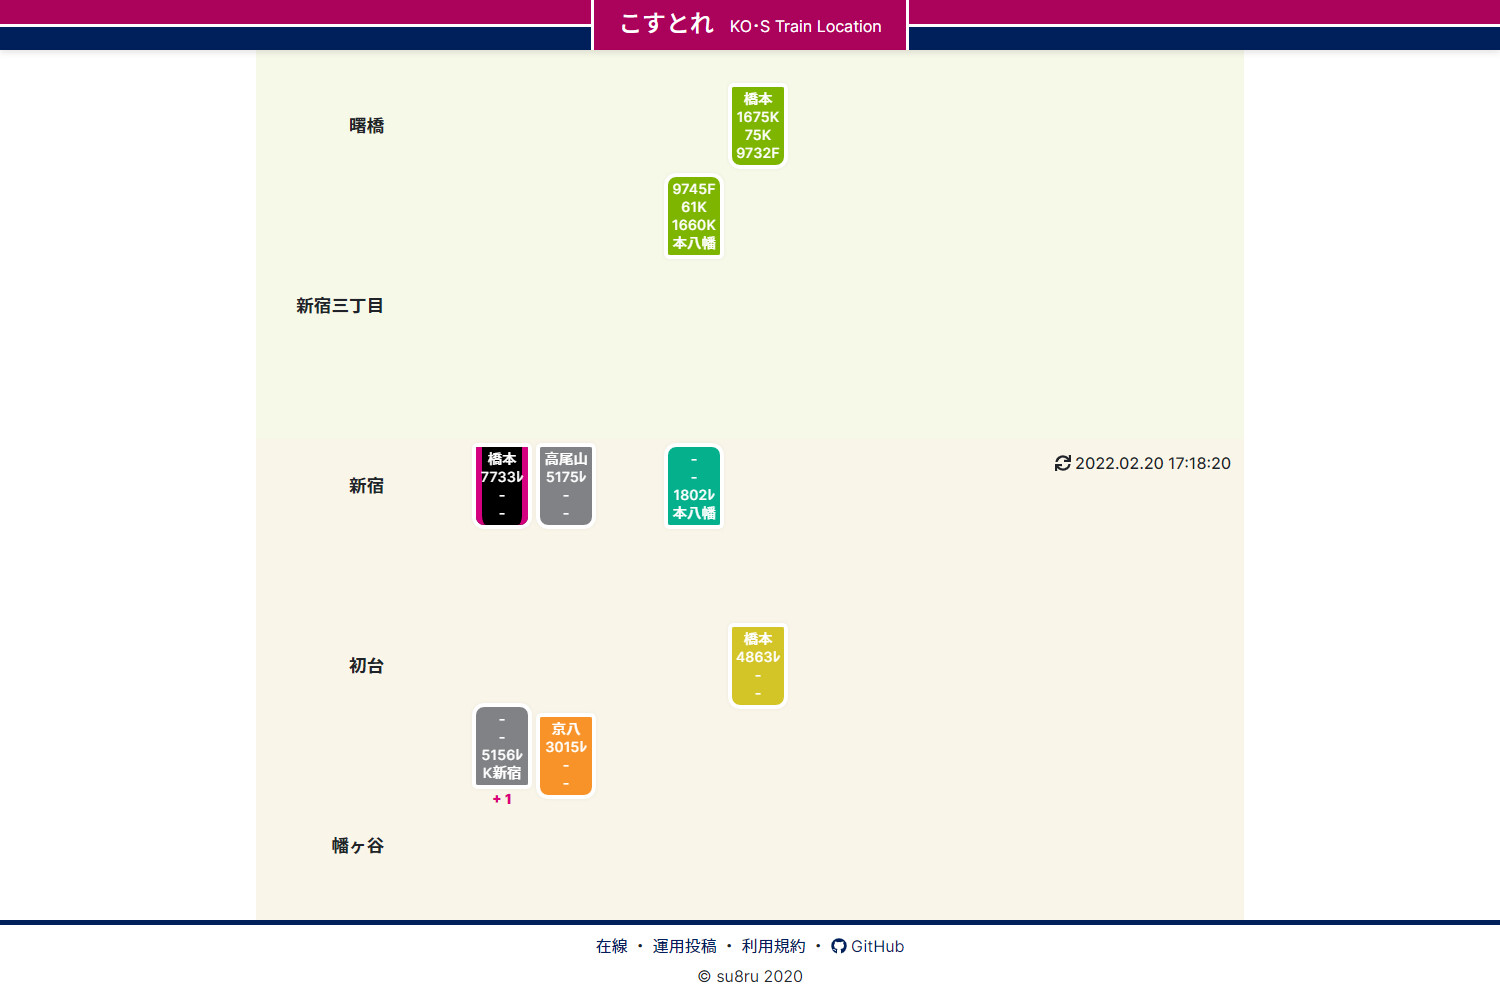 こすとれ KO･S Train Location
曙橋
橋本
1675K
75K
9732F
9745F
61K
1660K
本八幡
新宿三丁目
新宿
橋本
7733ﾚ
-
-
高尾山
5175ﾚ
-
-
-
-
1802ﾚ
本八幡
2022.02.20 17:18:20
初台
橋本
4863ﾚ
-
-
-
-
5156ﾚ
K新宿
+1
京八
3015ﾚ
-
-
幡ヶ谷
在線 ・ 運用投稿 ・ 利用規約 ・ GitHub
© su8ru 2020